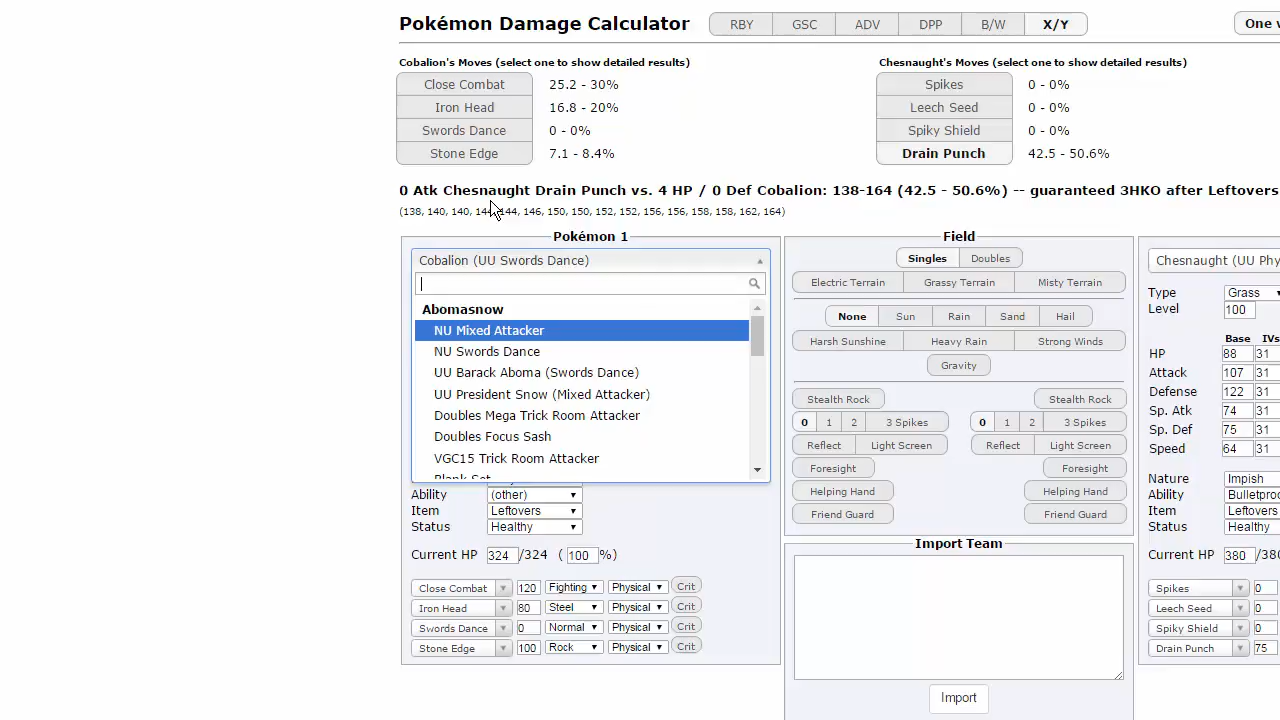 Pokémon Damage Calculator RBY GSC ADV DPP B/W X/Y One v
Cobalion's Moves (select one to show detailed results)
Close Combat 25.2 - 30%
Iron Head 16.8 - 20%
Swords Dance 0 - 0%
Stone Edge 7.1 - 8.4%
Chesnaught's Moves (select one to show detailed results)
Spikes 0 - 0%
Leech Seed 0 - 0%
Spiky Shield 0 - 0%
Drain Punch 42.5 - 50.6%
0 Atk Chesnaught Drain Punch vs. 4 HP / 0 Def Cobalion: 138-164 (42.5 - 50.6%) -- guaranteed 3HKO after Leftovers
(138, 140, 140, 144, 144, 146, 150, 150, 152, 152, 156, 156, 158, 158, 162, 164)
Pokémon 1
Cobalion (UU Swords Dance)
Abomasnow
NU Mixed Attacker
NU Swords Dance
UU Barack Aboma (Swords Dance)
UU President Snow (Mixed Attacker)
Doubles Mega Trick Room Attacker
Doubles Focus Sash
VGC15 Trick Room Attacker
Blank Set
Ability (other)
Item Leftovers
Status Healthy
Current HP 324 /324 ( 100 %)
Close Combat 120 Fighting Physical Crit
Iron Head 80 Steel Physical Crit
Swords Dance 0 Normal Physical Crit
Stone Edge 100 Rock Physical Crit
Field
Singles Doubles
Electric Terrain Grassy Terrain Misty Terrain
None Sun Rain Sand Hail
Harsh Sunshine Heavy Rain Strong Winds
Gravity
Stealth Rock Stealth Rock
0 1 2 3 Spikes 0 1 2 3 Spikes
Reflect Light Screen Reflect Light Screen
Foresight Foresight
Helping Hand Helping Hand
Friend Guard Friend Guard
Import Team
Import
Chesnaught (UU Phy
Type Grass
Level 100
Base IVs
HP 88 31
Attack 107 31
Defense 122 31
Sp. Atk 74 31
Sp. Def 75 31
Speed 64 31
Nature Impish
Ability Bulletproo
Item Leftovers
Status Healthy
Current HP 380 /380
Spikes 0
Leech Seed 0
Spiky Shield 0
Drain Punch 75